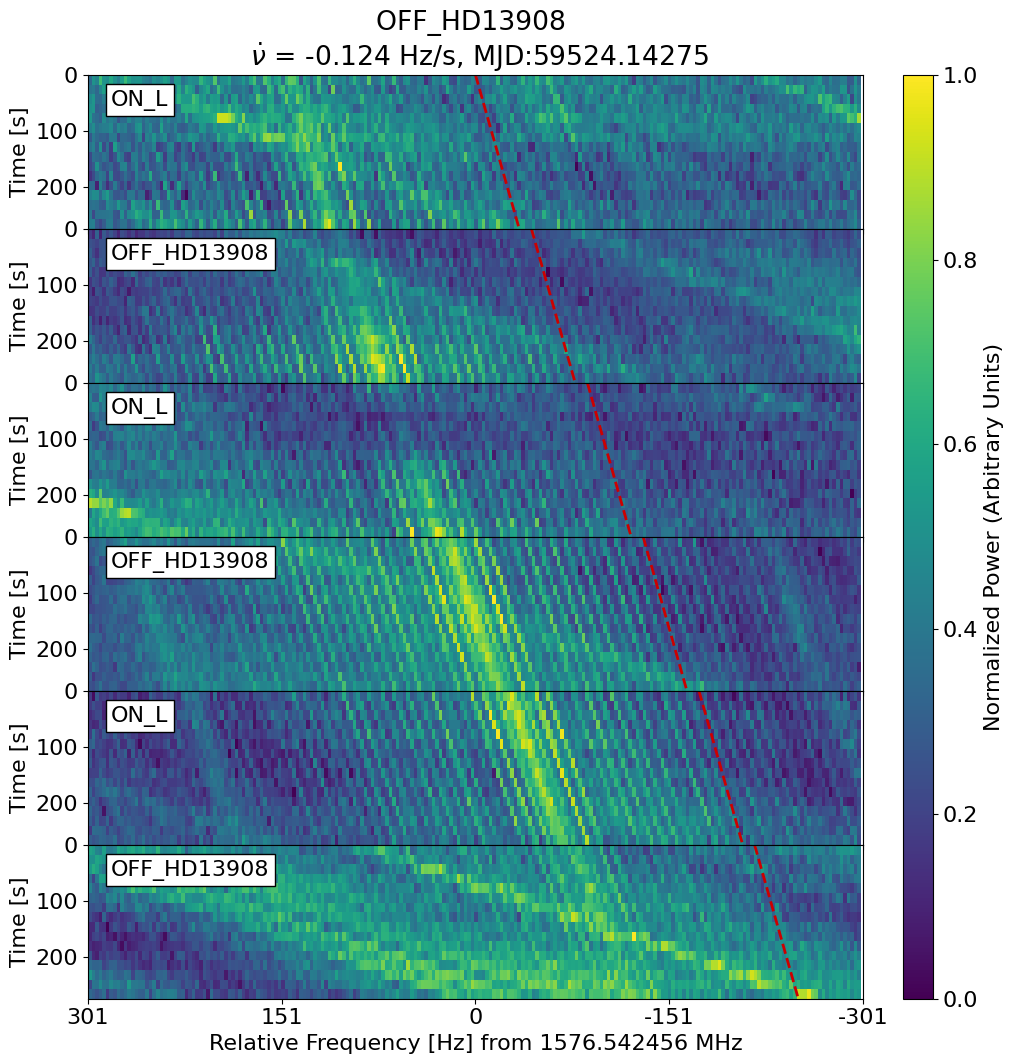 OFF_HD13908
ν̇ = -0.124 Hz/s, MJD:59524.14275
0
100
200
Time [s]
ON_L
0
100
200
Time [s]
OFF_HD13908
0
100
200
Time [s]
ON_L
0
100
200
Time [s]
OFF_HD13908
0
100
200
Time [s]
ON_L
0
100
200
Time [s]
OFF_HD13908
301
151
0
-151
-301
Relative Frequency [Hz] from 1576.542456 MHz
1.0
0.8
0.6
0.4
0.2
0.0
Normalized Power (Arbitrary Units)